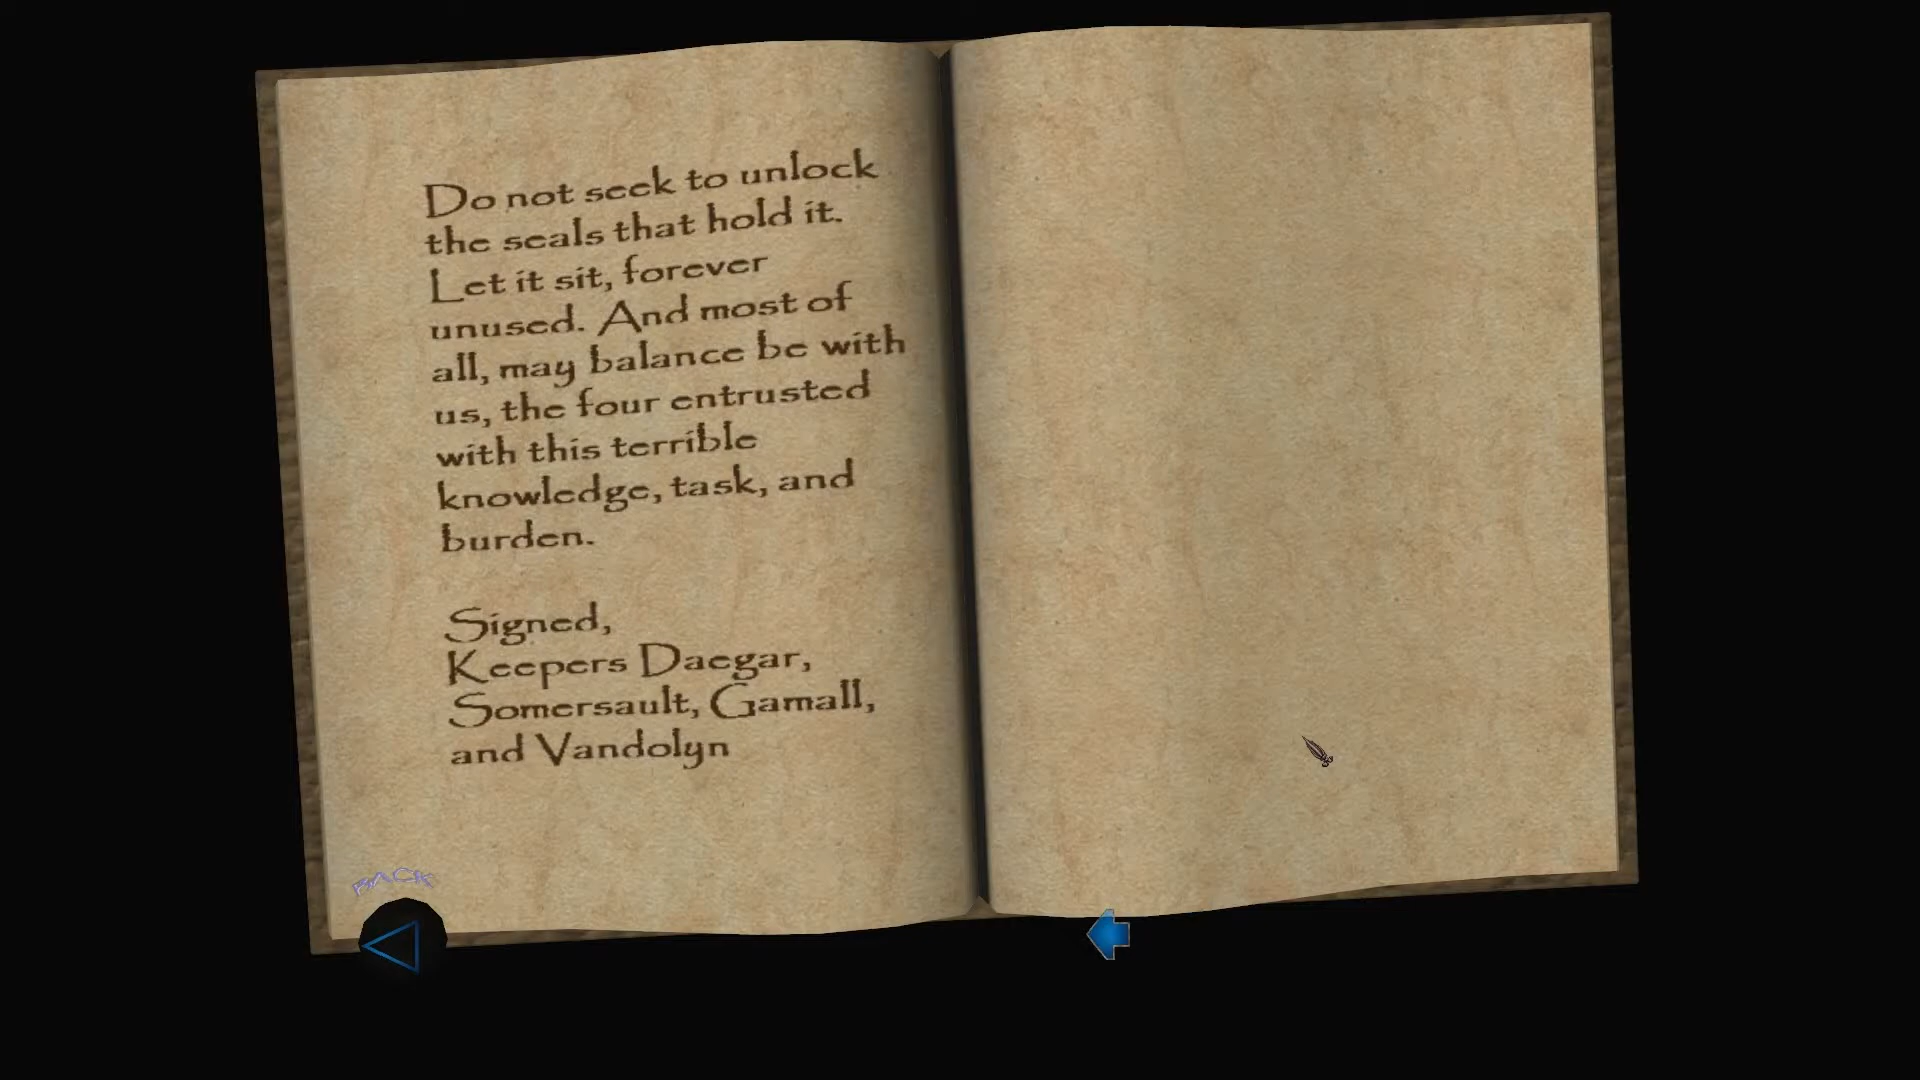 Do not seek to unlock
the seals that hold it.
Let it sit, forever
unused. And most of
all, may balance be with
us, the four entrusted
with this terrible
knowledge, task, and
burden.
Signed,
Keepers Daegar,
Somersault, Gamall,
and Vandolyn
BACK